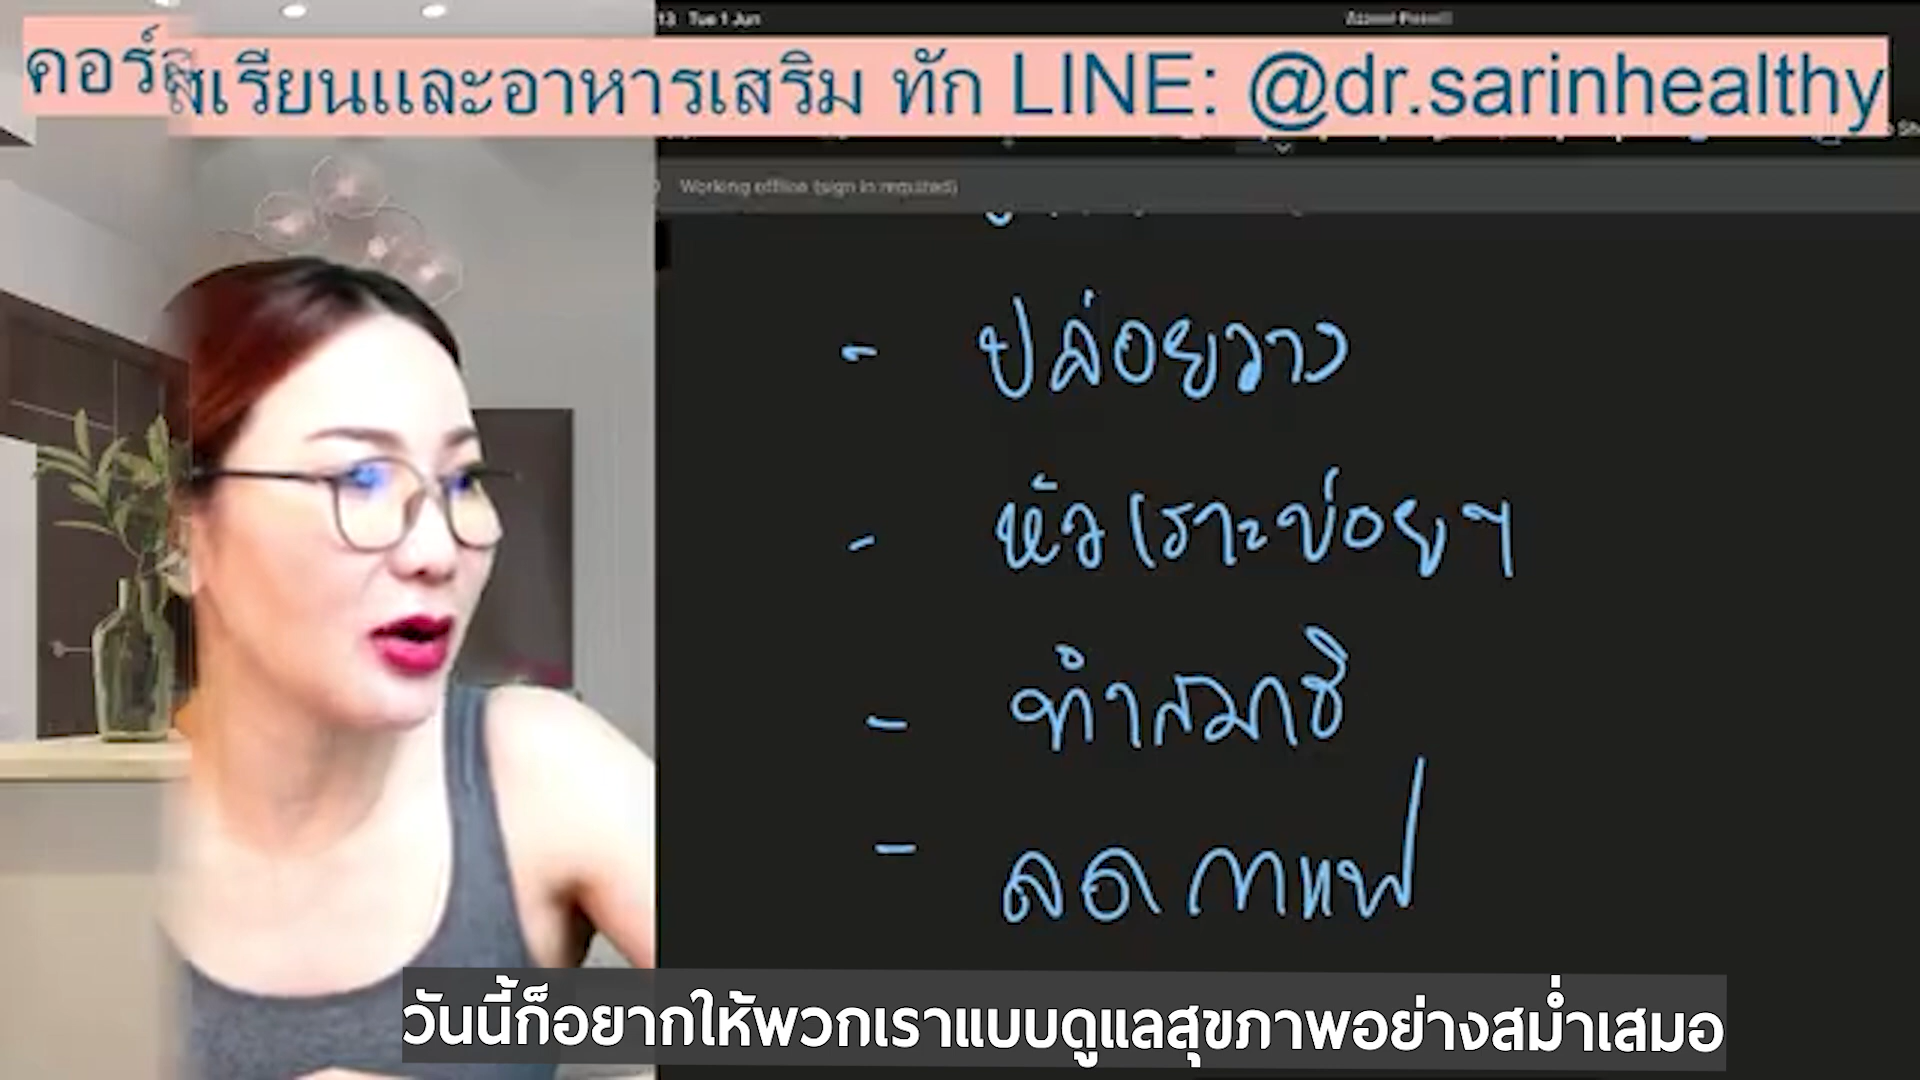 13 Tue 1 Jun
คอร์สเรียนและอาหารเสริม ทัก LINE: @dr.sarinhealthy
Working offline (sign in required)
- ปล่อยวาง
- หัวเราะบ่อยๆ
- ทำสมาธิ
- ลดกาแฟ
วันนี้ก็อยากให้พวกเราแบบดูแลสุขภาพอย่างสม่ำเสมอ